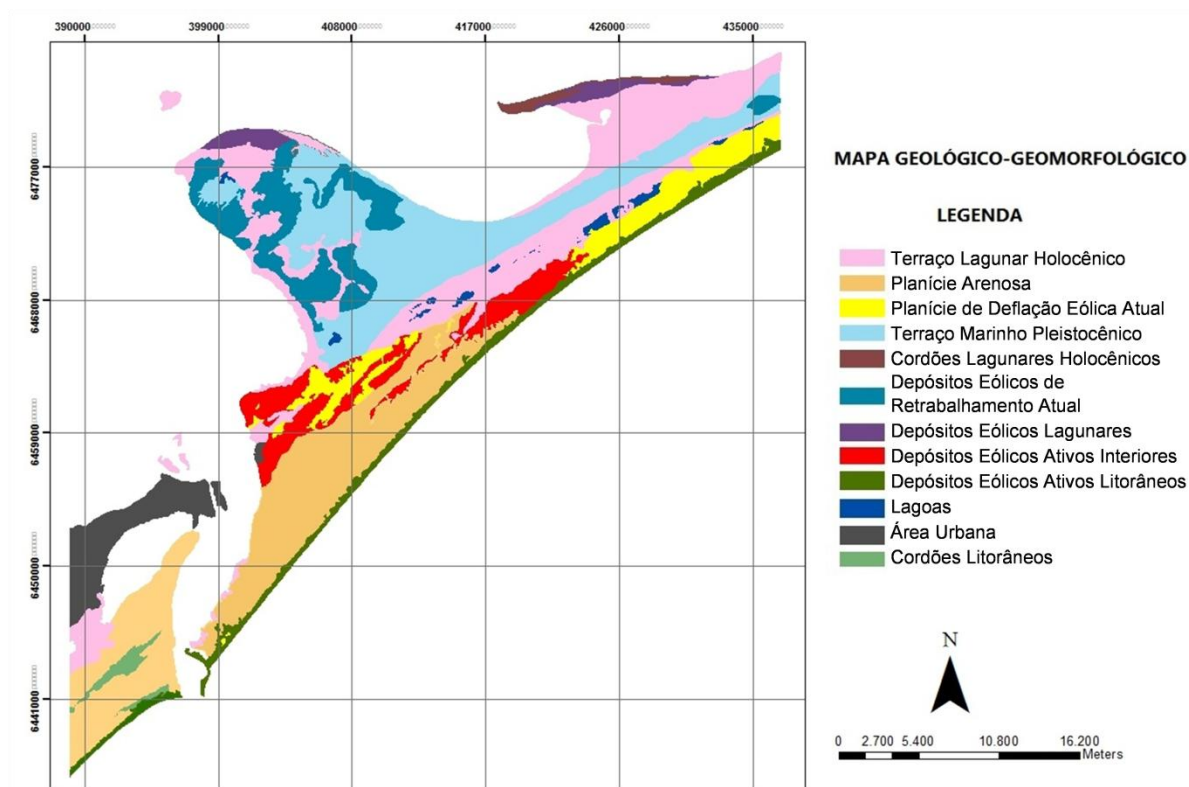 390000 399000 408000 417000 426000 435000
6477000
6468000
6459000
6450000
6441000
MAPA GEOLÓGICO-GEOMORFOLÓGICO
LEGENDA
Terraço Lagunar Holocênico
Planície Arenosa
Planície de Deflação Eólica Atual
Terraço Marinho Pleistocênico
Cordões Lagunares Holocênicos
Depósitos Eólicos de
Retrabalhamento Atual
Depósitos Eólicos Lagunares
Depósitos Eólicos Ativos Interiores
Depósitos Eólicos Ativos Litorâneos
Lagoas
Área Urbana
Cordões Litorâneos
N
0 2.700 5.400 10.800 16.200
Meters